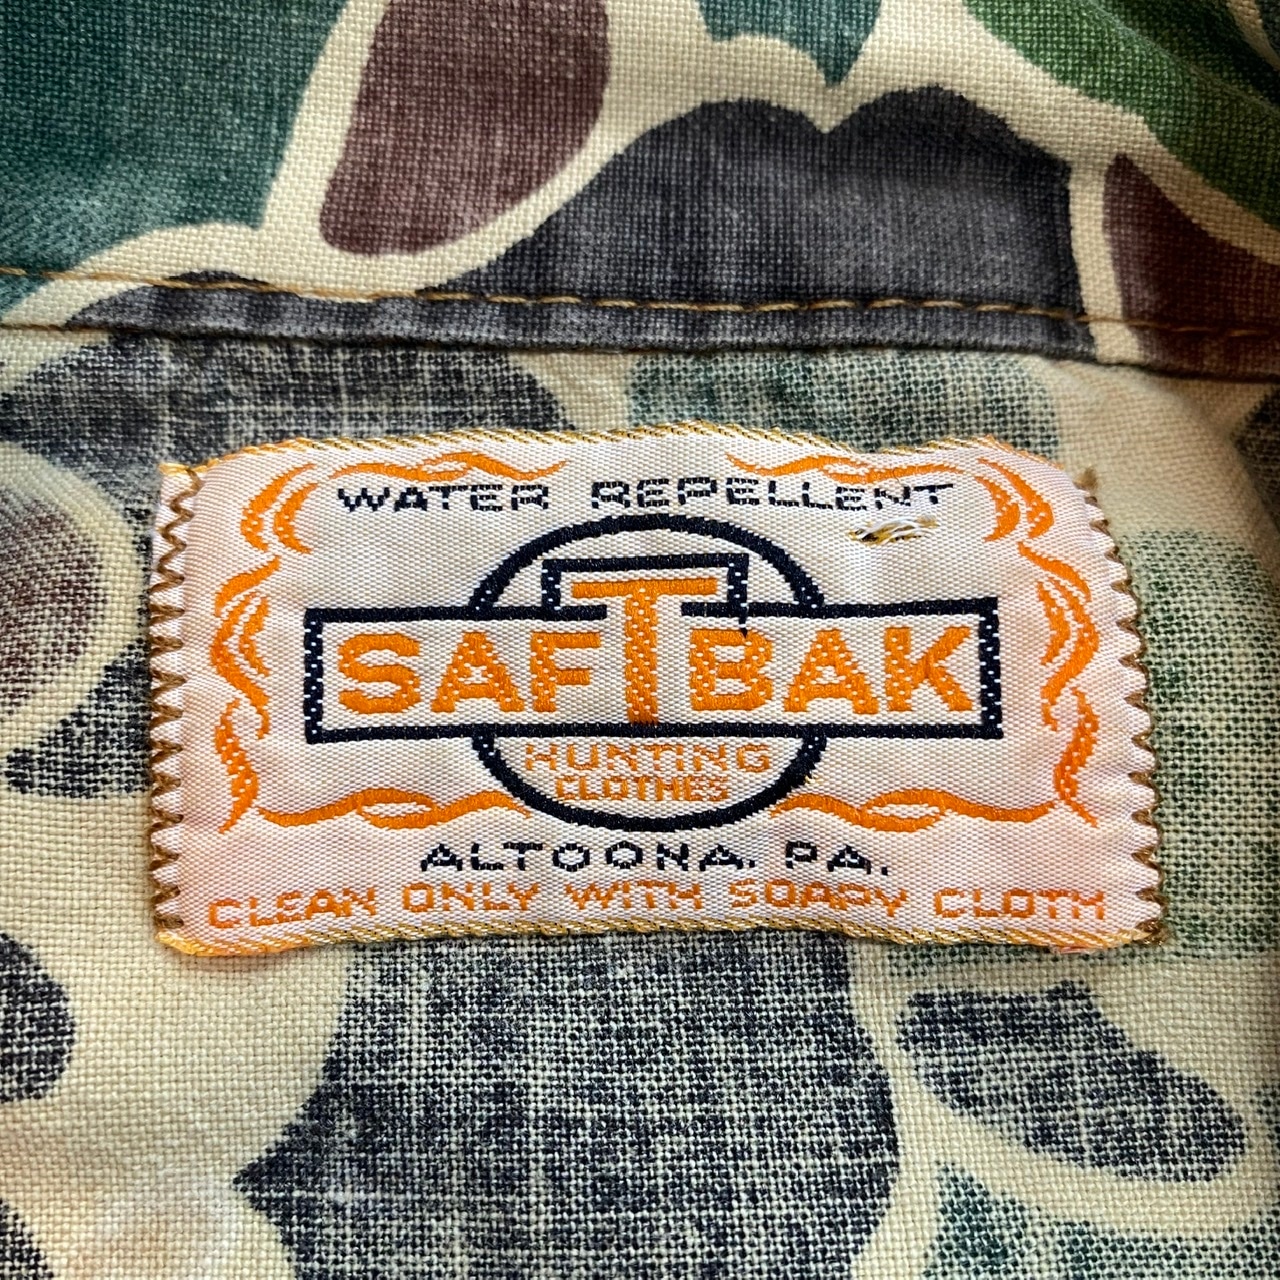 WATER REPELLENT
SAFTBAK
HUNTING
CLOTHES
ALTOONA, PA.
CLEAN ONLY WITH SOAPY CLOTH